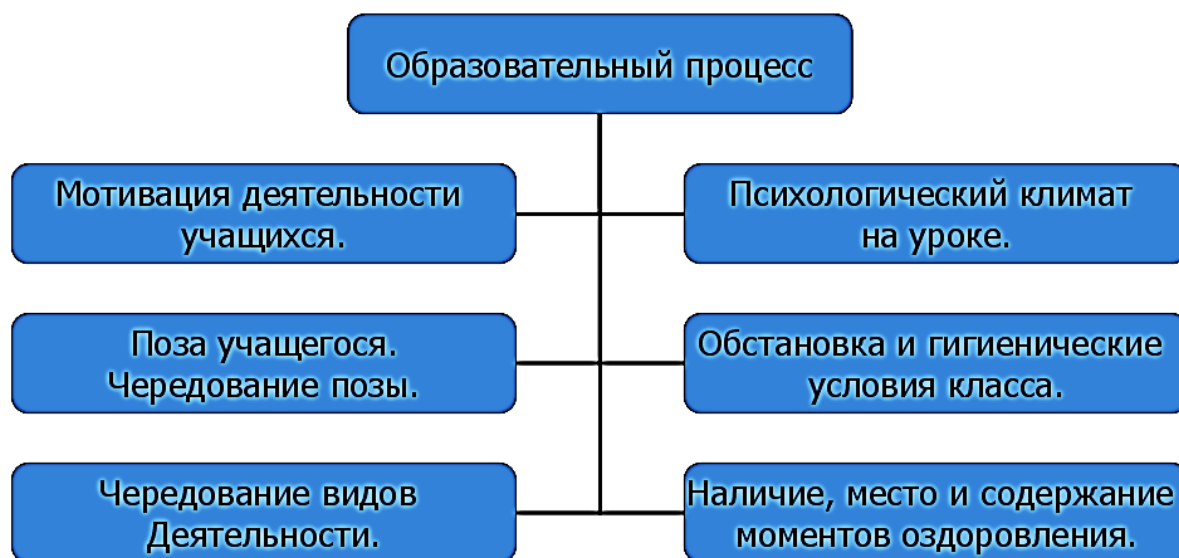 Образовательный процесс
Мотивация деятельности
учащихся.
Психологический климат
на уроке.
Поза учащегося.
Чередование позы.
Обстановка и гигиенические
условия класса.
Чередование видов
Деятельности.
Наличие, место и содержание
моментов оздоровления.